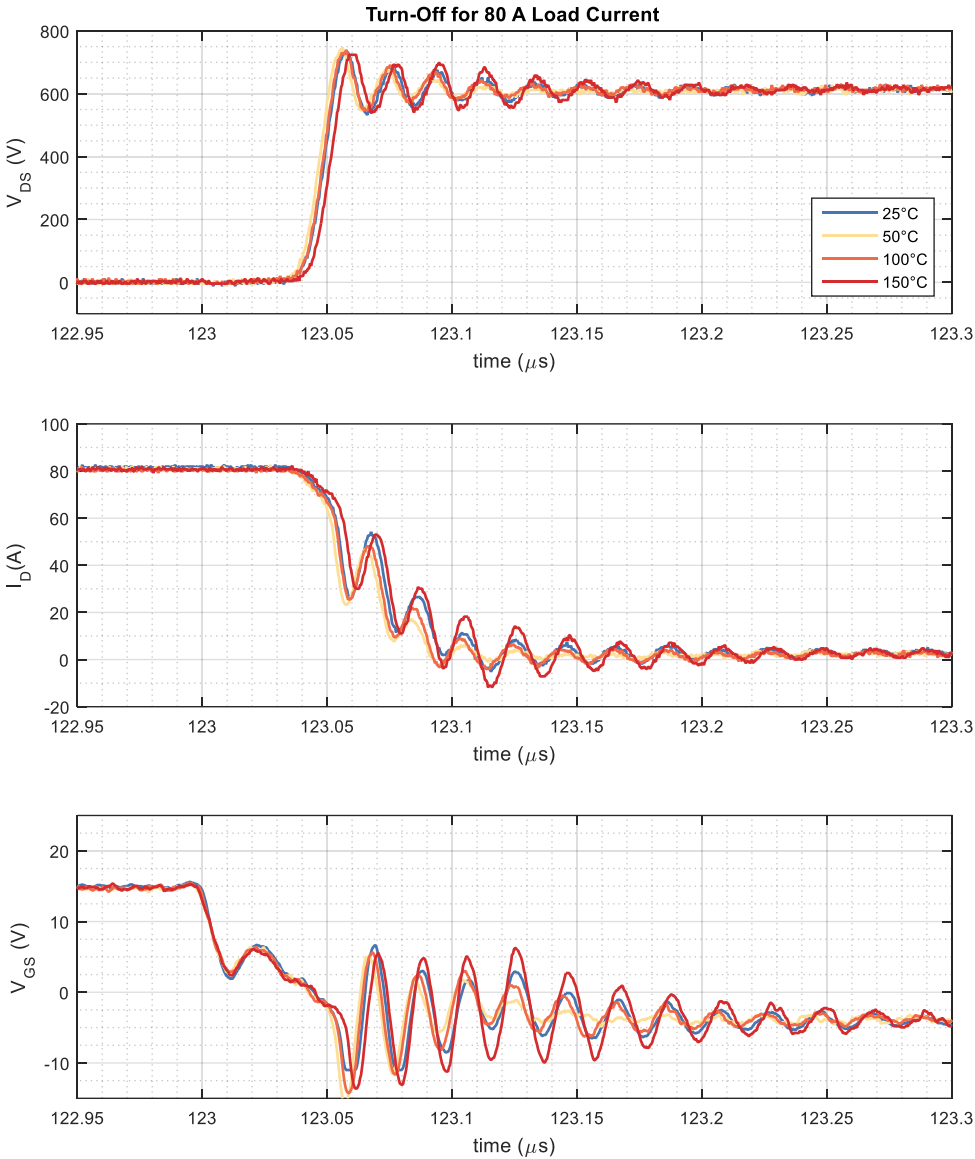 Turn-Off for 80 A Load Current
800
600
400
200
0
V_DS (V)
25°C
50°C
100°C
150°C
122.95 123 123.05 123.1 123.15 123.2 123.25 123.3
time (μs)
100
80
60
40
20
0
-20
I_D(A)
122.95 123 123.05 123.1 123.15 123.2 123.25 123.3
time (μs)
20
10
0
-10
V_GS (V)
122.95 123 123.05 123.1 123.15 123.2 123.25 123.3
time (μs)